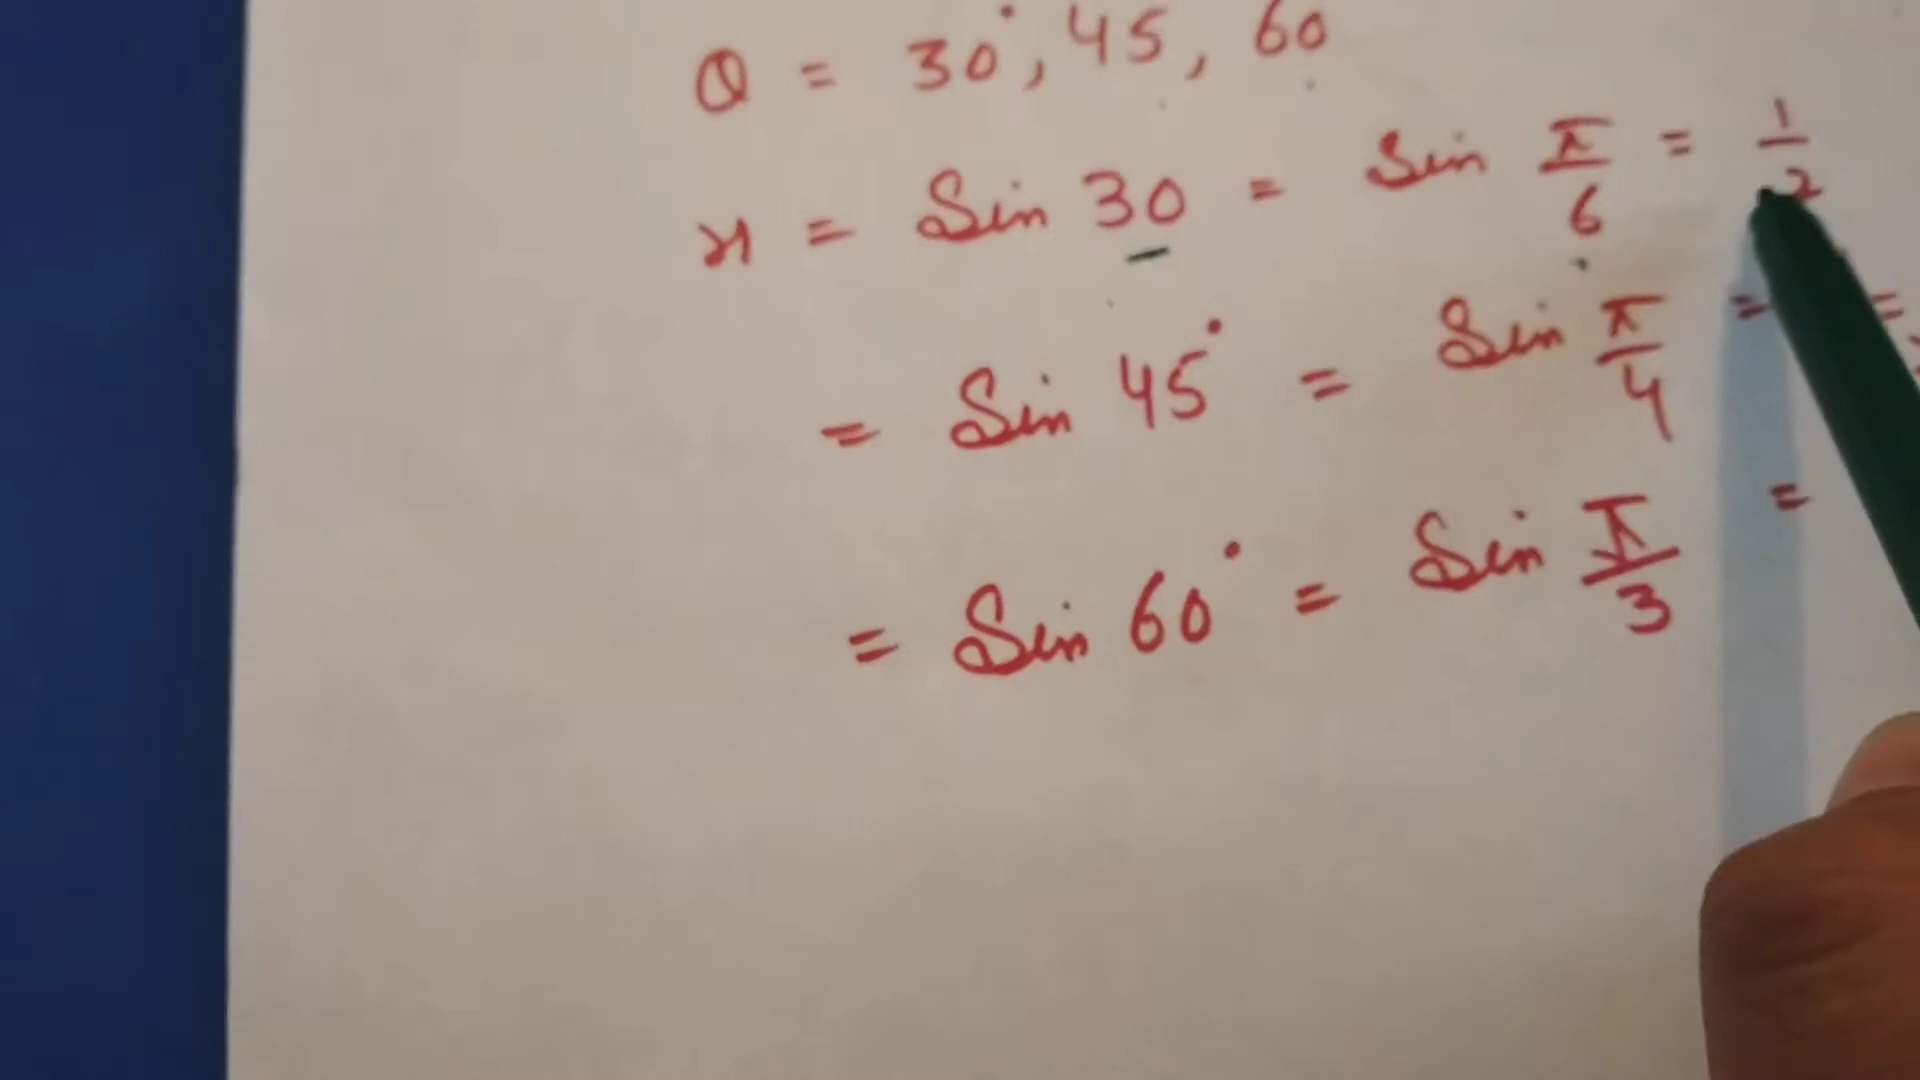 θ = 30°, 45, 60
x = Sin 30 = Sin π/6 = 1/2
= Sin 45° = Sin π/4 =
= Sin 60° = Sin π/3 =